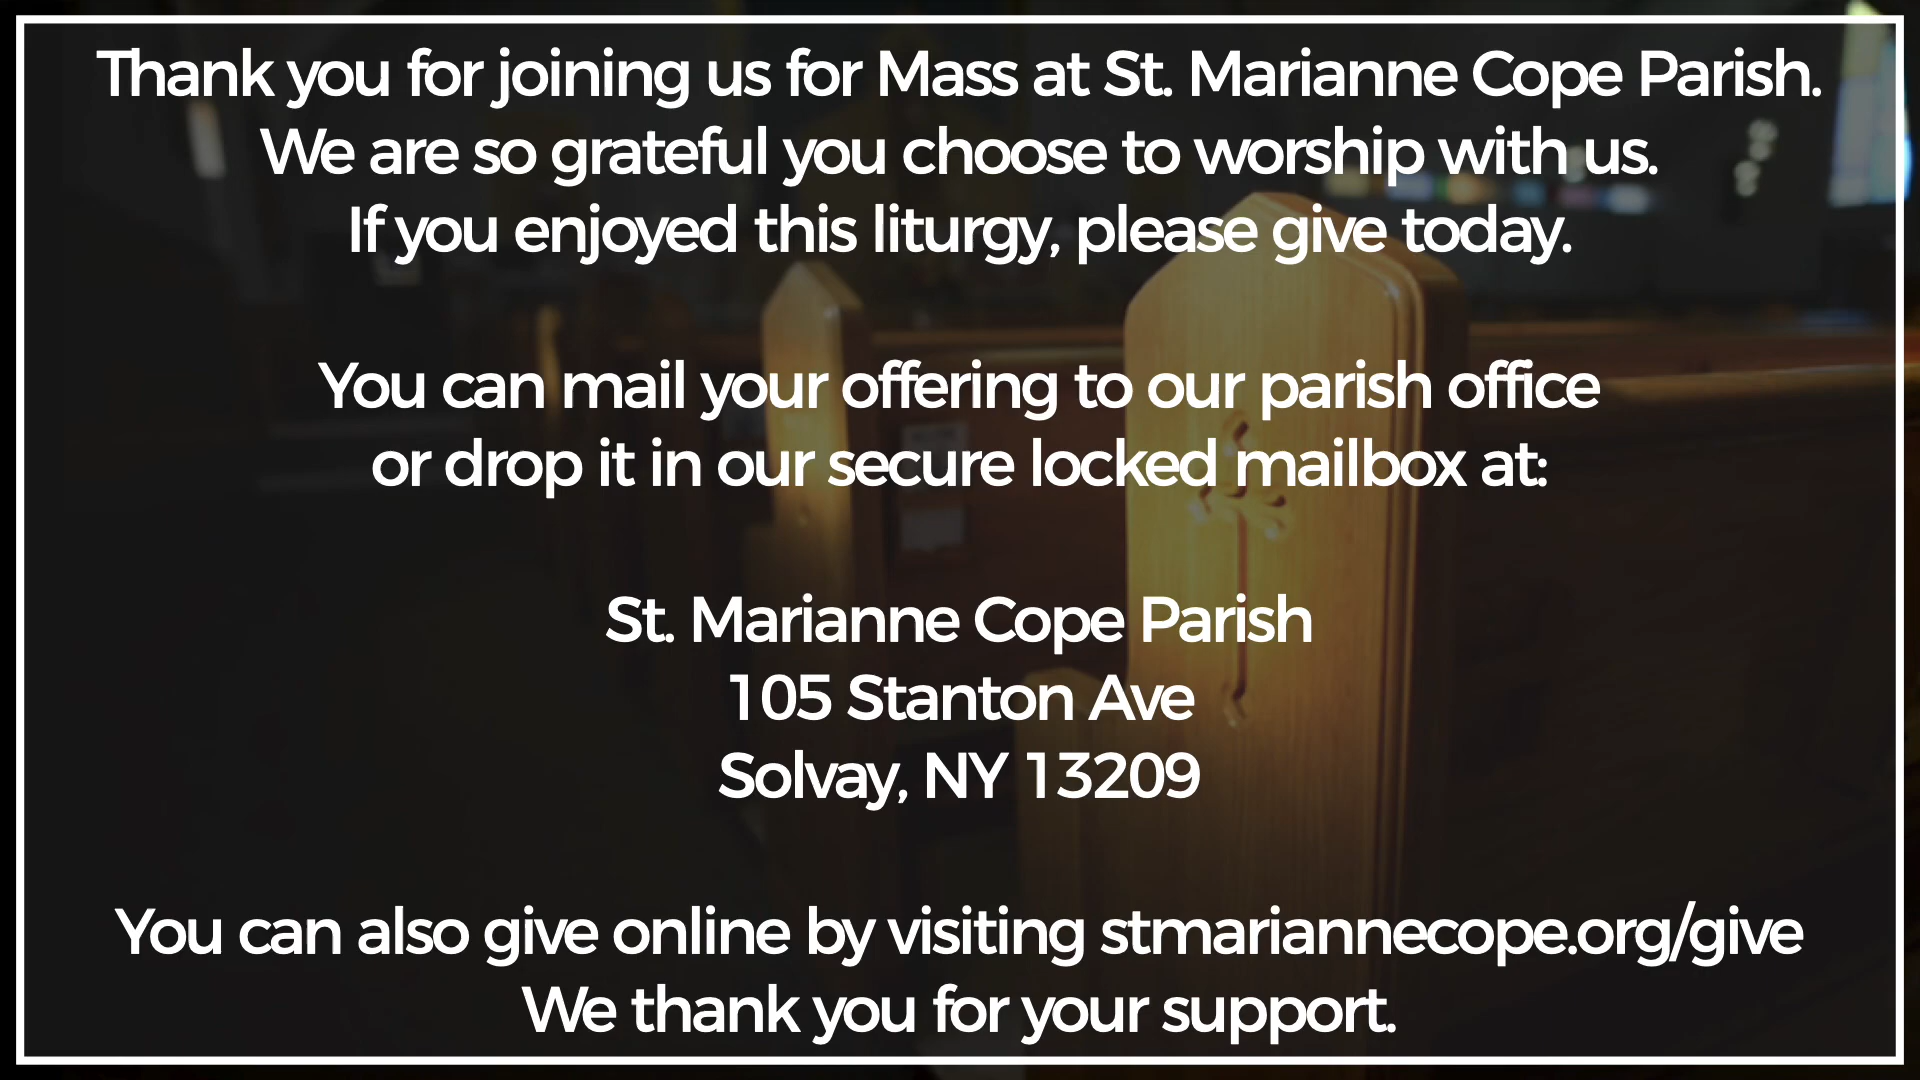 Thank you for joining us for Mass at St. Marianne Cope Parish.
We are so grateful you choose to worship with us.
If you enjoyed this liturgy, please give today.
You can mail your offering to our parish office
or drop it in our secure locked mailbox at:
St. Marianne Cope Parish
105 Stanton Ave
Solvay, NY 13209
You can also give online by visiting stmariannecope.org/give
We thank you for your support.